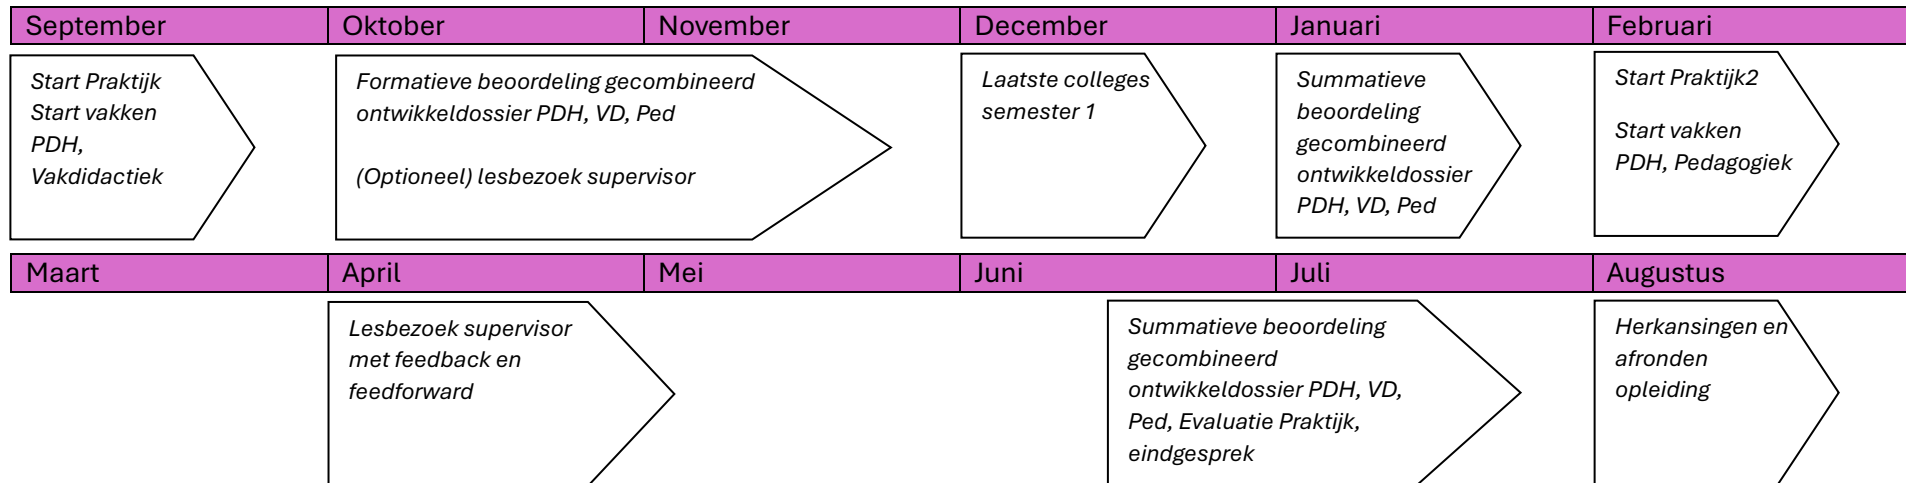 September Oktober November December Januari Februari
Start Praktijk
Start vakken
PDH,
Vakdidactiek
Formatieve beoordeling gecombineerd
ontwikkeldossier PDH, VD, Ped
(Optioneel) lesbezoek supervisor
Laatste colleges
semester 1
Summatieve
beoordeling
gecombineerd
ontwikkeldossier
PDH, VD, Ped
Start Praktijk2
Start vakken
PDH, Pedagogiek
Maart April Mei Juni Juli Augustus
Lesbezoek supervisor
met feedback en
feedforward
Summatieve beoordeling
gecombineerd
ontwikkeldossier PDH, VD,
Ped, Evaluatie Praktijk,
eindgesprek
Herkansingen en
afronden
opleiding